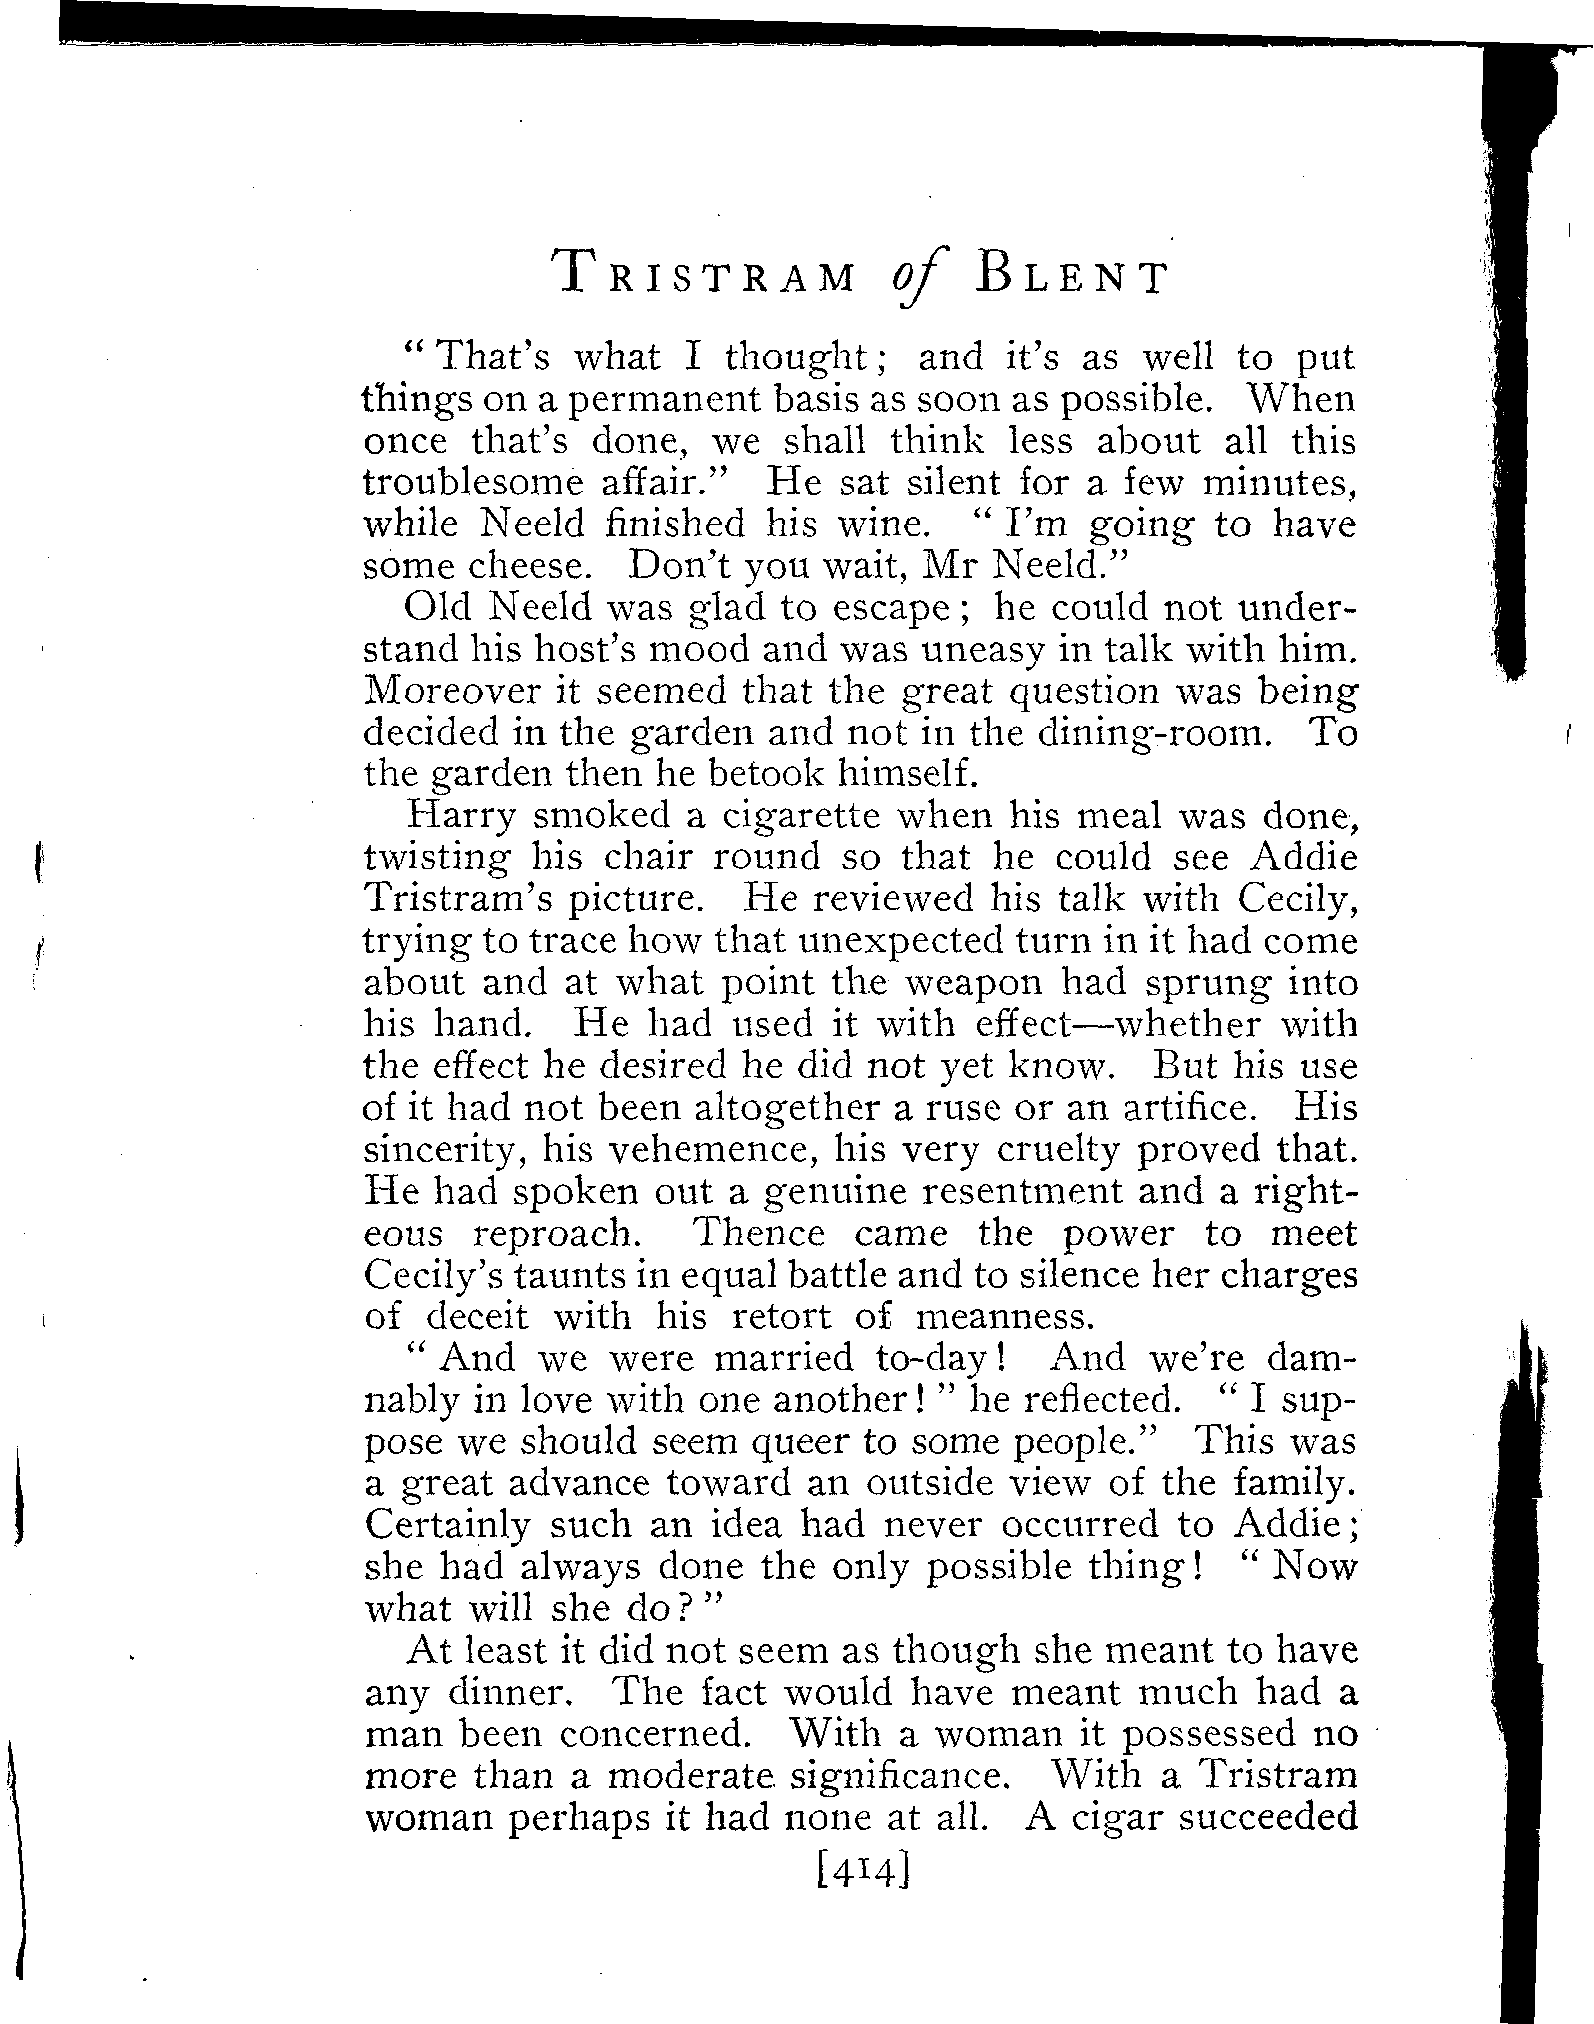 TRISTRAM of BLENT
“ That’s what I thought ; and it’s as well to put
things on a permanent basis as soon as possible. When
once that’s done, we shall think less about all this
troublesome affair.” He sat silent for a few minutes,
while Neeld finished his wine. “ I’m going to have
some cheese. Don’t you wait, Mr Neeld.”
Old Neeld was glad to escape ; he could not under-
stand his host’s mood and was uneasy in talk with him.
Moreover it seemed that the great question was being
decided in the garden and not in the dining-room. To
the garden then he betook himself.
Harry smoked a cigarette when his meal was done,
twisting his chair round so that he could see Addie
Tristram’s picture. He reviewed his talk with Cecily,
trying to trace how that unexpected turn in it had come
about and at what point the weapon had sprung into
his hand. He had used it with effect—whether with
the effect he desired he did not yet know. But his use
of it had not been altogether a ruse or an artifice. His
sincerity, his vehemence, his very cruelty proved that.
He had spoken out a genuine resentment and a right-
eous reproach. Thence came the power to meet
Cecily’s taunts in equal battle and to silence her charges
of deceit with his retort of meanness.
“ And we were married to-day ! And we’re dam-
nably in love with one another ! ” he reflected. “ I sup-
pose we should seem queer to some people.” This was
a great advance toward an outside view of the family.
Certainly such an idea had never occurred to Addie ;
she had always done the only possible thing ! “ Now
what will she do ? ”
At least it did not seem as though she meant to have
any dinner. The fact would have meant much had a
man been concerned. With a woman it possessed no
more than a moderate significance. With a Tristram
woman perhaps it had none at all. A cigar succeeded
[414]